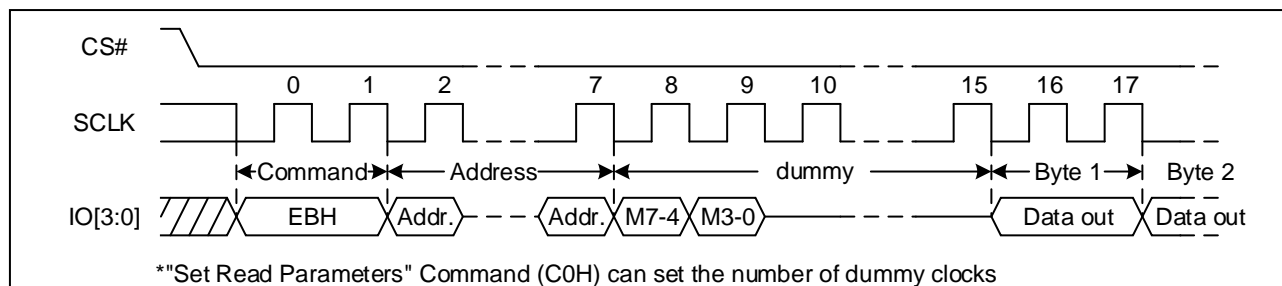 CS#
0 1 2 7 8 9 10 15 16 17
SCLK
Command Address dummy Byte 1 Byte 2
IO[3:0] EBH Addr. Addr. M7-4 M3-0 Data out Data out
*"Set Read Parameters" Command (C0H) can set the number of dummy clocks